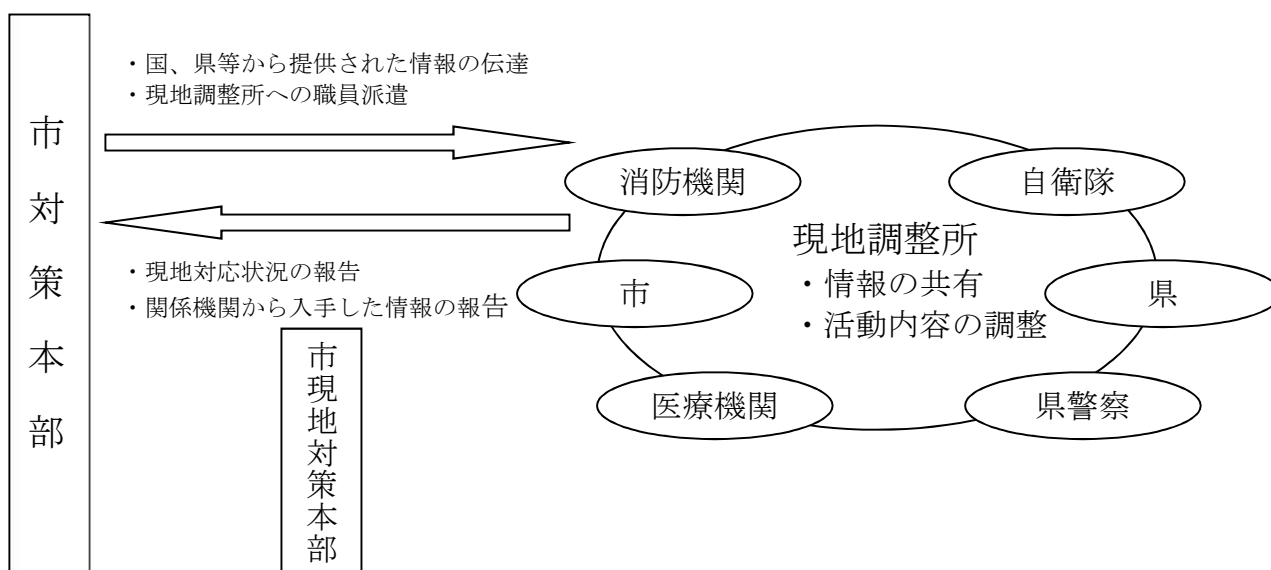 市対策本部
・国、県等から提供された情報の伝達
・現地調整所への職員派遣
・現地対応状況の報告
・関係機関から入手した情報の報告
市現地対策本部
消防機関
自衛隊
現地調整所
・情報の共有
・活動内容の調整
市
県
医療機関
県警察